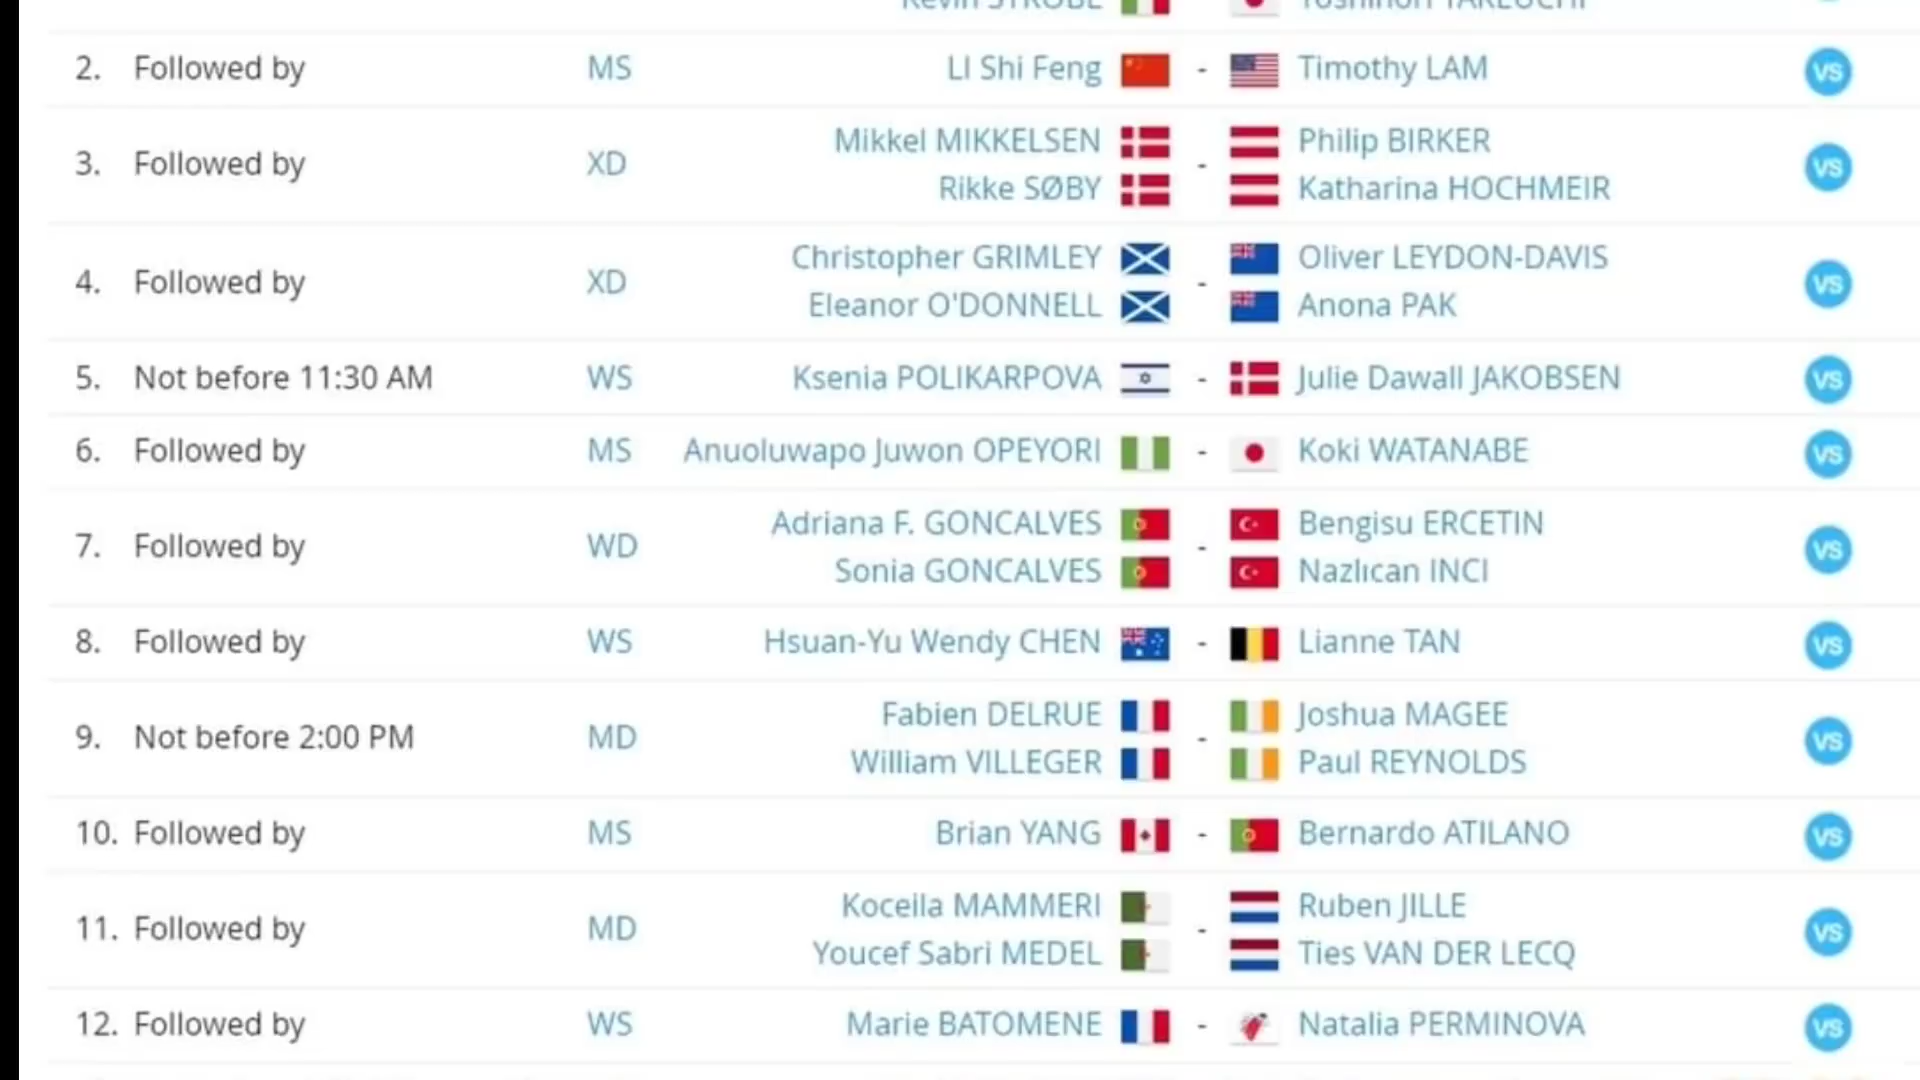 Kevin STROBE Yoshinori TAKEUCHI
2. Followed by MS LI Shi Feng - Timothy LAM VS
Mikkel MIKKELSEN Philip BIRKER
3. Followed by XD - VS
Rikke SØBY Katharina HOCHMEIR
Christopher GRIMLEY Oliver LEYDON-DAVIS
4. Followed by XD - VS
Eleanor O'DONNELL Anona PAK
5. Not before 11:30 AM WS Ksenia POLIKARPOVA - Julie Dawall JAKOBSEN VS
6. Followed by MS Anuoluwapo Juwon OPEYORI - Koki WATANABE VS
Adriana F. GONCALVES Bengisu ERCETIN
7. Followed by WD - VS
Sonia GONCALVES Nazlıcan INCI
8. Followed by WS Hsuan-Yu Wendy CHEN - Lianne TAN VS
Fabien DELRUE Joshua MAGEE
9. Not before 2:00 PM MD - VS
William VILLEGER Paul REYNOLDS
10. Followed by MS Brian YANG - Bernardo ATILANO VS
Koceila MAMMERI Ruben JILLE
11. Followed by MD - VS
Youcef Sabri MEDEL Ties VAN DER LECQ
12. Followed by WS Marie BATOMENE - Natalia PERMINOVA VS